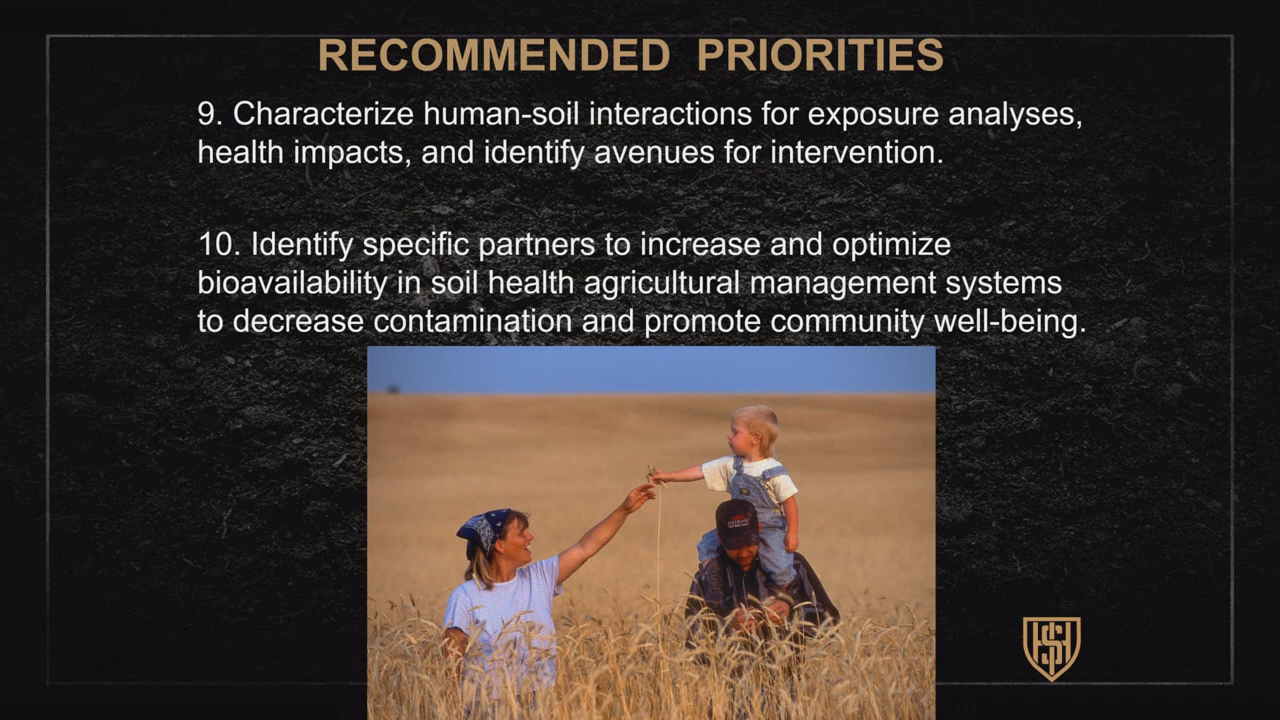 RECOMMENDED PRIORITIES
9. Characterize human-soil interactions for exposure analyses,
health impacts, and identify avenues for intervention.
10. Identify specific partners to increase and optimize
bioavailability in soil health agricultural management systems
to decrease contamination and promote community well-being.